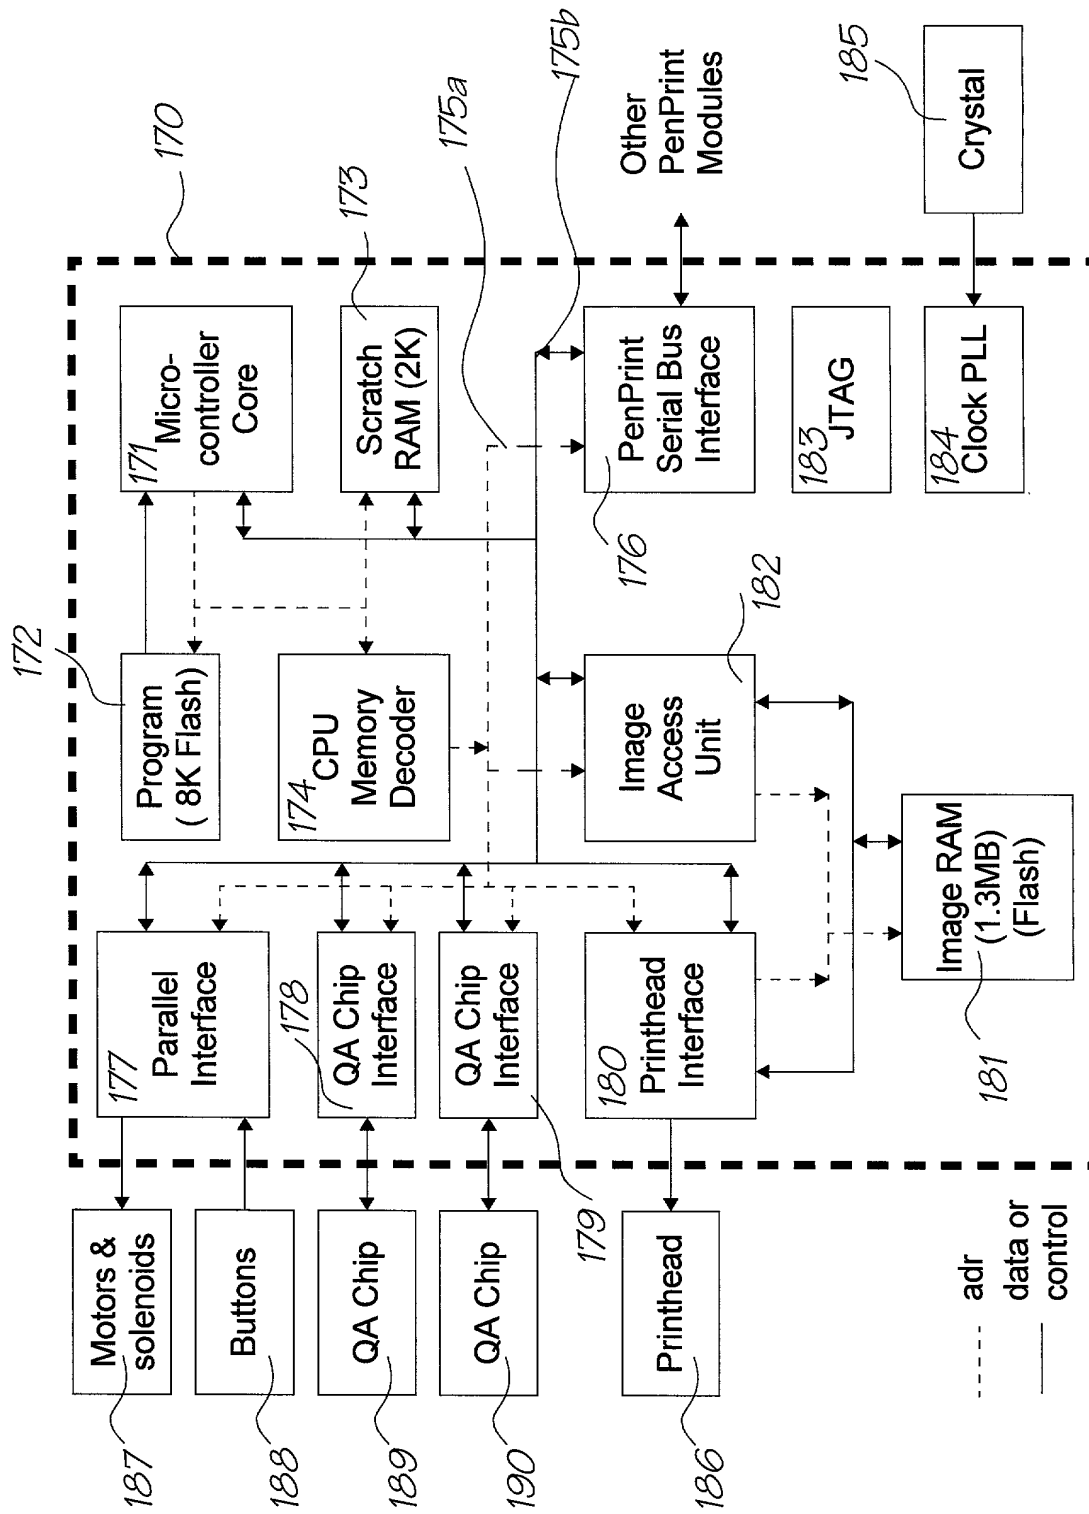 187
Motors &
solenoids
188
Buttons
189
QA Chip
190
QA Chip
186
Printhead
adr
data or
control
177
Parallel
Interface
178
QA Chip
Interface
QA Chip
Interface
179
180
Printhead
Interface
172
Program
( 8K Flash)
174
CPU
Memory
Decoder
Image
Access
Unit
182
Image RAM
(1.3MB)
(Flash)
181
170
171
Micro-
controller
Core
173
Scratch
RAM (2K)
175a
175b
176
PenPrint
Serial Bus
Interface
Other
PenPrint
Modules
183
JTAG
184
Clock PLL
185
Crystal